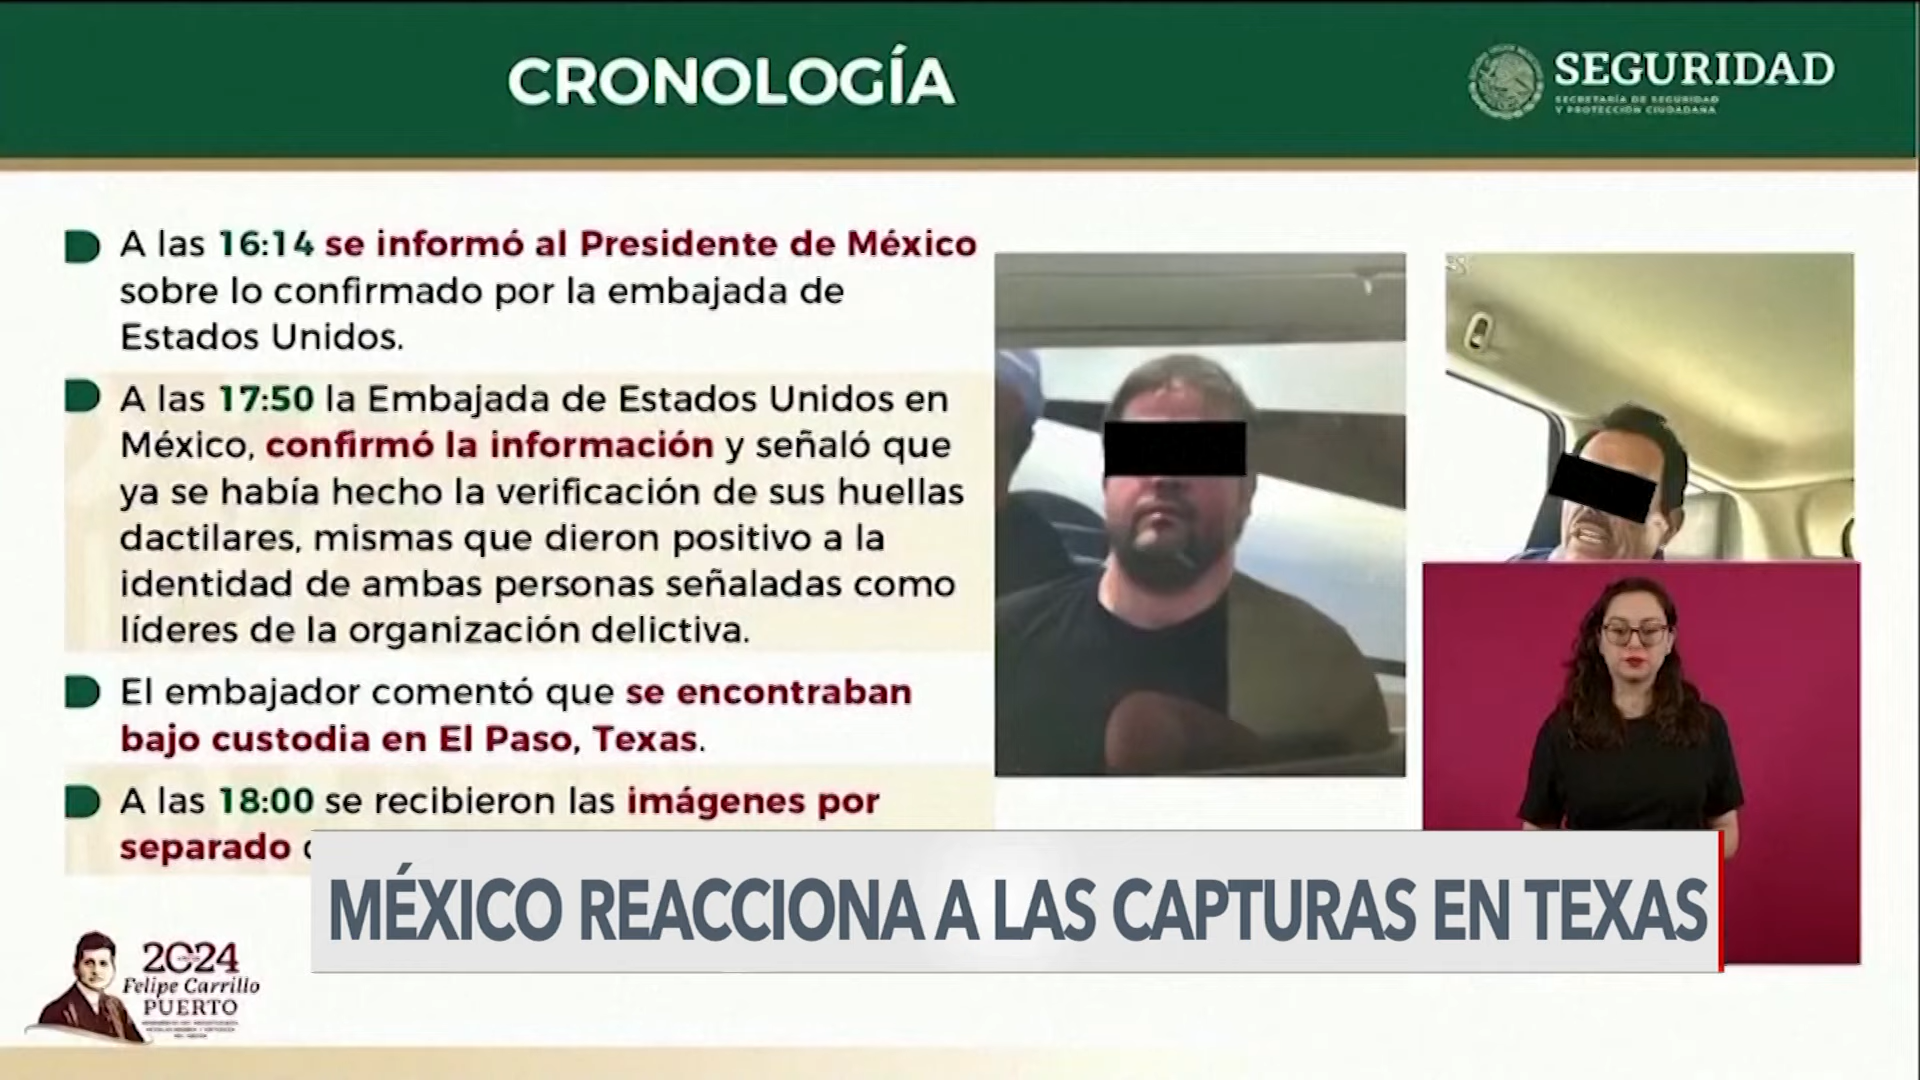 CRONOLOGÍA
SEGURIDAD
SECRETARÍA DE SEGURIDAD
Y PROTECCIÓN CIUDADANA
A las 16:14 se informó al Presidente de México
sobre lo confirmado por la embajada de
Estados Unidos.
A las 17:50 la Embajada de Estados Unidos en
México, confirmó la información y señaló que
ya se había hecho la verificación de sus huellas
dactilares, mismas que dieron positivo a la
identidad de ambas personas señaladas como
líderes de la organización delictiva.
El embajador comentó que se encontraban
bajo custodia en El Paso, Texas.
A las 18:00 se recibieron las imágenes por
separado
MÉXICO REACCIONA A LAS CAPTURAS EN TEXAS
2024
Felipe Carrillo
PUERTO